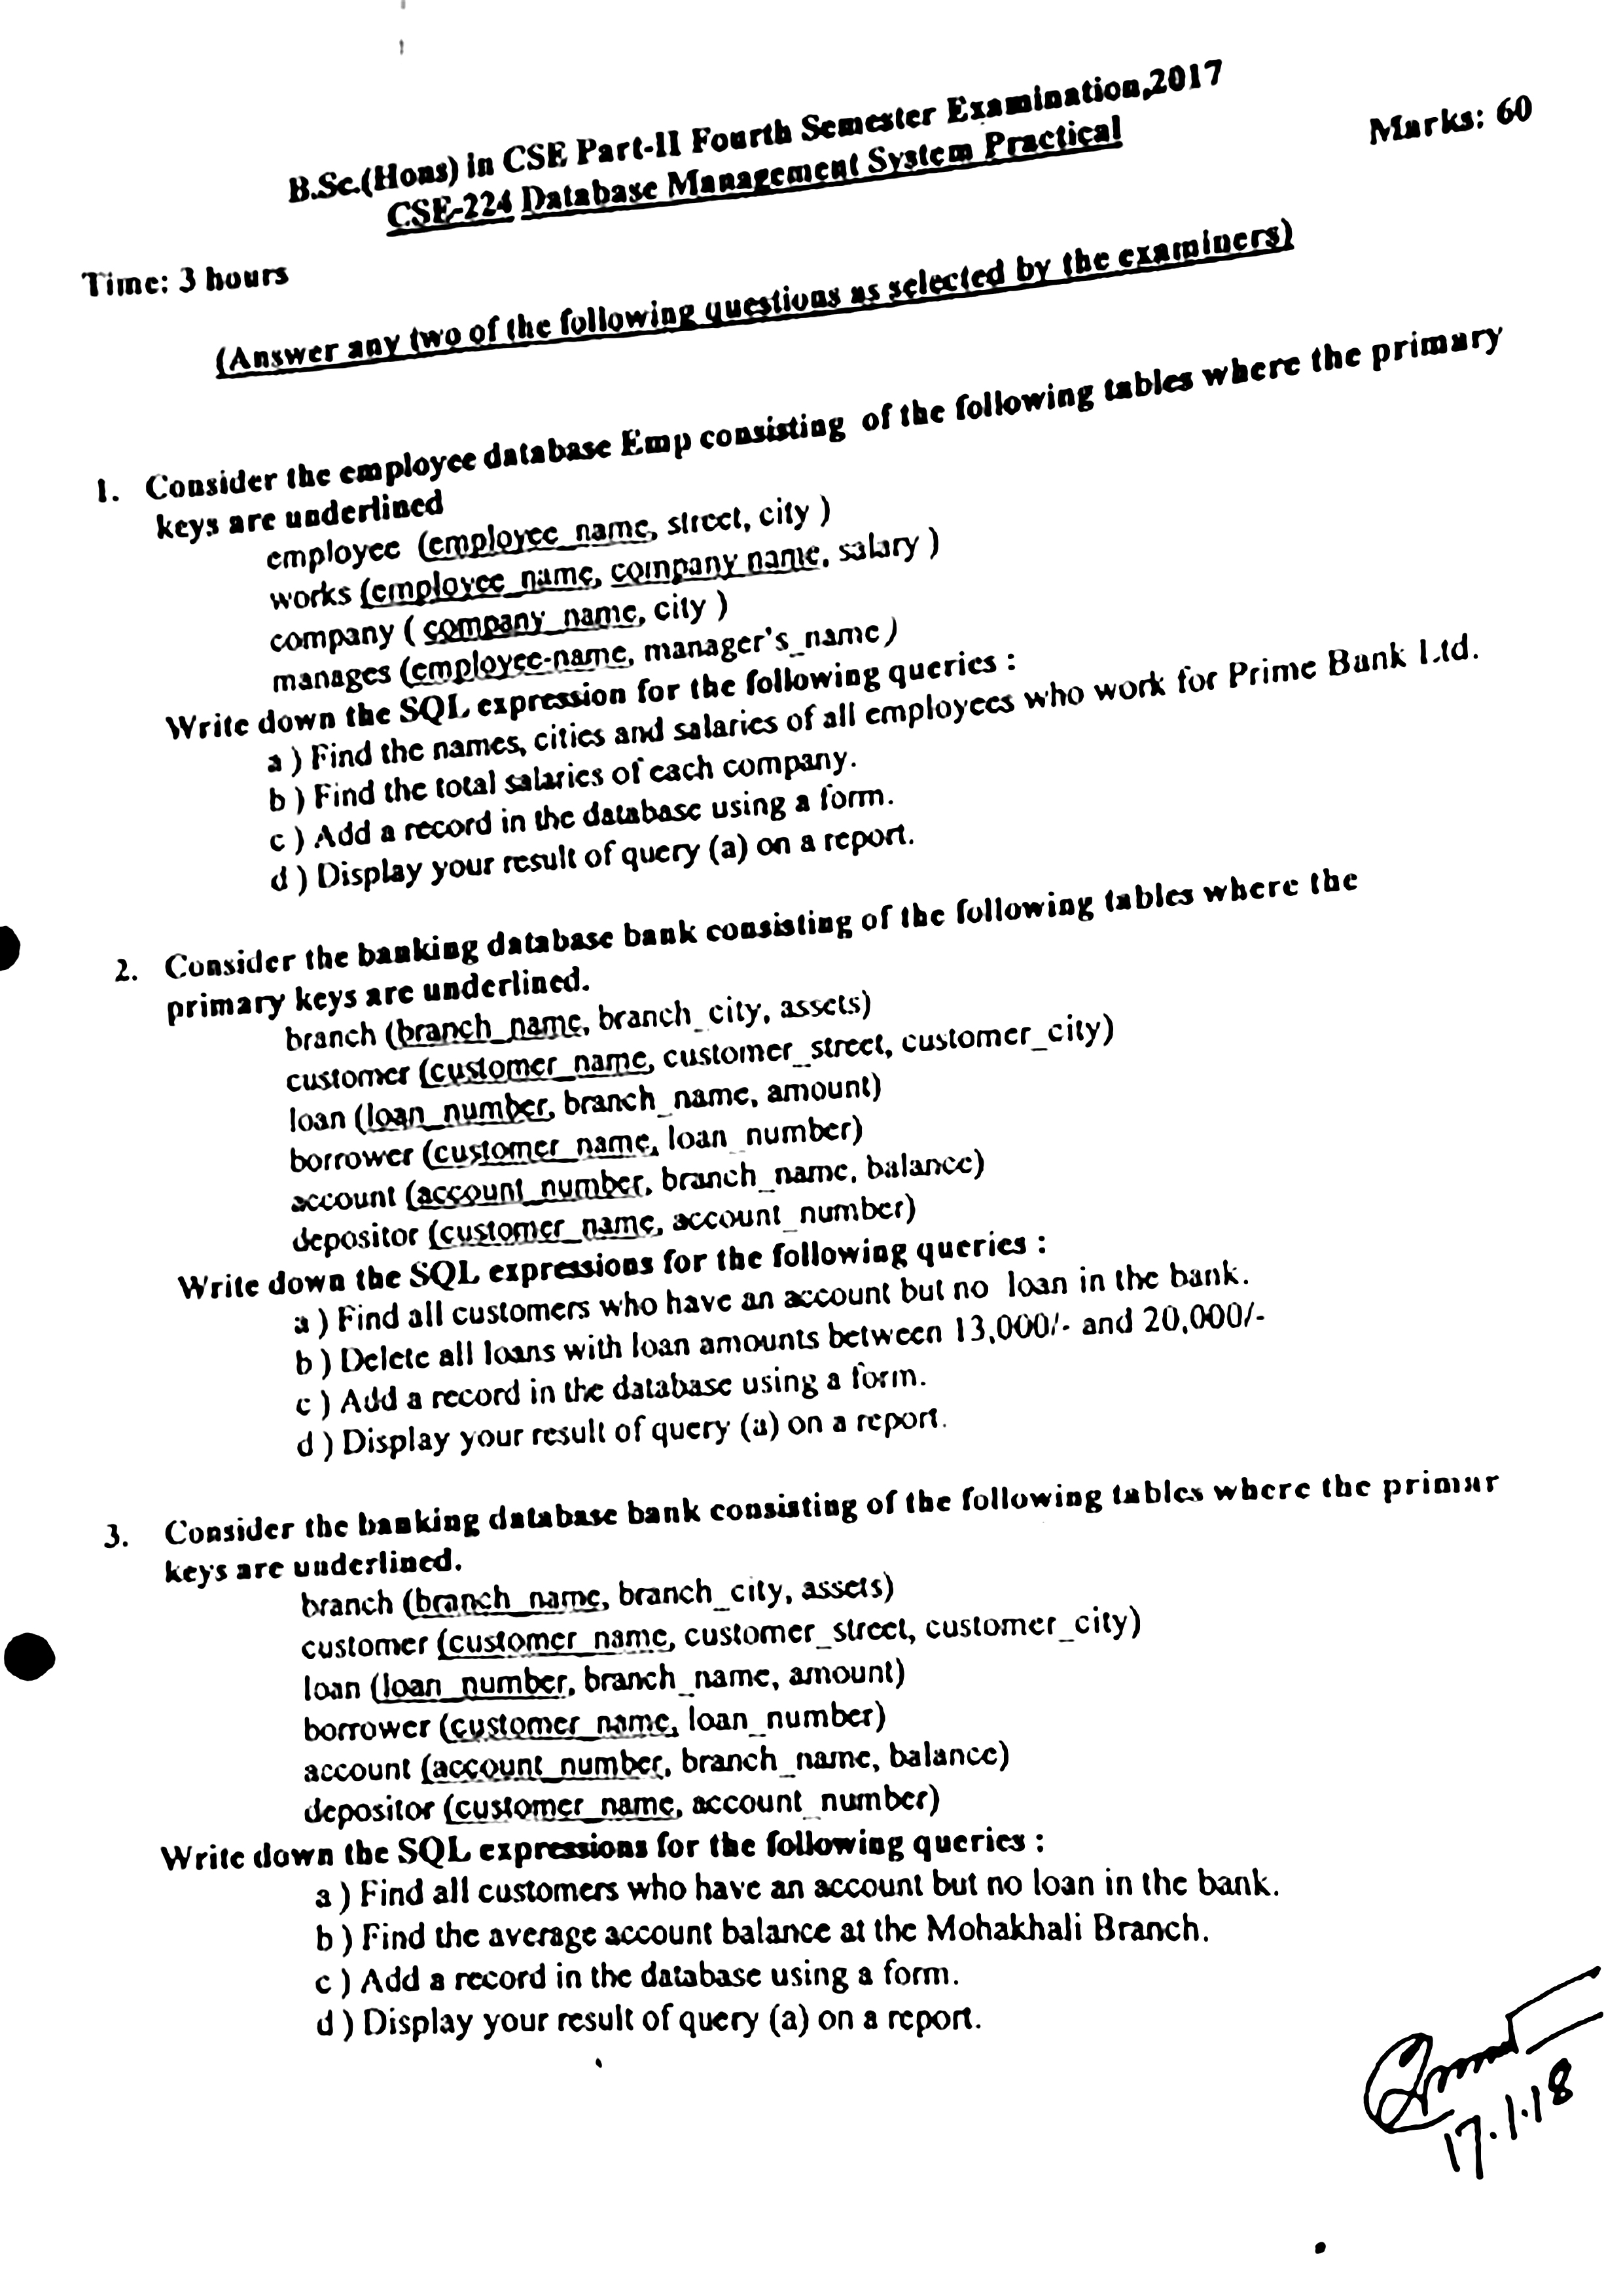 B.Sc.(Hons) in CSE Part-II Fourth Semester Examination,2017
CSE-224 Database Management System Practical
Marks: 60
Time: 3 hours
(Answer any two of the following questions as selected by the examiners)
1. Consider the employee database Emp consisting of the following tables where the primary
keys are underlined
employee (employee_name, street, city )
works (employee_name, company name, salary )
company ( company_name, city )
manages (employee-name, manager's_name)
Write down the SQL expression for the following queries :
a ) Find the names, cities and salaries of all employees who work for Prime Bank Ltd.
b ) Find the total salaries of each company.
c ) Add a record in the database using a form.
d ) Display your result of query (a) on a report.
2. Consider the banking database bank consisting of the following tables where the
primary keys are underlined.
branch (branch_name, branch_city, assets)
customer (customer_name, customer_street, customer_city)
loan (loan_number, branch_name, amount)
borrower (customer_name, loan_number)
account (account_number, branch_name, balance)
depositor (customer_name, account_number)
Write down the SQL expressions for the following queries :
a ) Find all customers who have an account but no loan in the bank.
b ) Delete all loans with loan amounts between 13,000/- and 20,000/-
c ) Add a record in the database using a form.
d ) Display your result of query (a) on a report.
3. Consider the banking database bank consisting of the following tables where the primar
keys are underlined.
branch (branch_name, branch_city, assets)
customer (customer_name, customer_street, customer_city)
loan (loan_number, branch_name, amount)
borrower (customer_name, loan_number)
account (account_number, branch_name, balance)
depositor (customer_name, account_number)
Write down the SQL expressions for the following queries :
a ) Find all customers who have an account but no loan in the bank.
b ) Find the average account balance at the Mohakhali Branch.
c ) Add a record in the database using a form.
d ) Display your result of query (a) on a report.
17.1.18